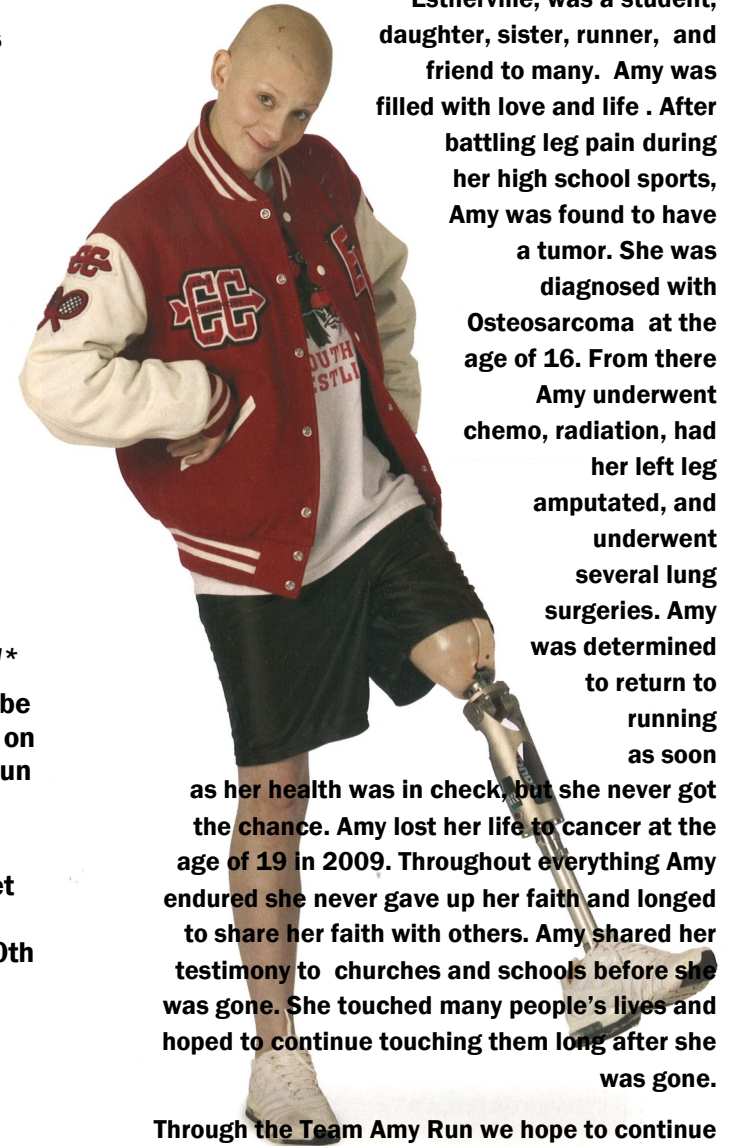 Estherville, was a student,
daughter, sister, runner,  and
friend to many.  Amy was
filled with love and life . After
battling leg pain during
her high school sports,
Amy was found to have
a tumor. She was
diagnosed with
Osteosarcoma  at the
age of 16. From there
Amy underwent
chemo, radiation, had
her left leg
amputated, and
underwent
several lung
surgeries. Amy
was determined
to return to
running
as soon
as her health was in check, but she never got
the chance. Amy lost her life to cancer at the
age of 19 in 2009. Throughout everything Amy
endured she never gave up her faith and longed
to share her faith with others. Amy shared her
testimony to  churches and schools before she
was gone. She touched many people’s lives and
hoped to continue touching them long after she
was gone.
Through the Team Amy Run we hope to continue
be
on
CC
EC